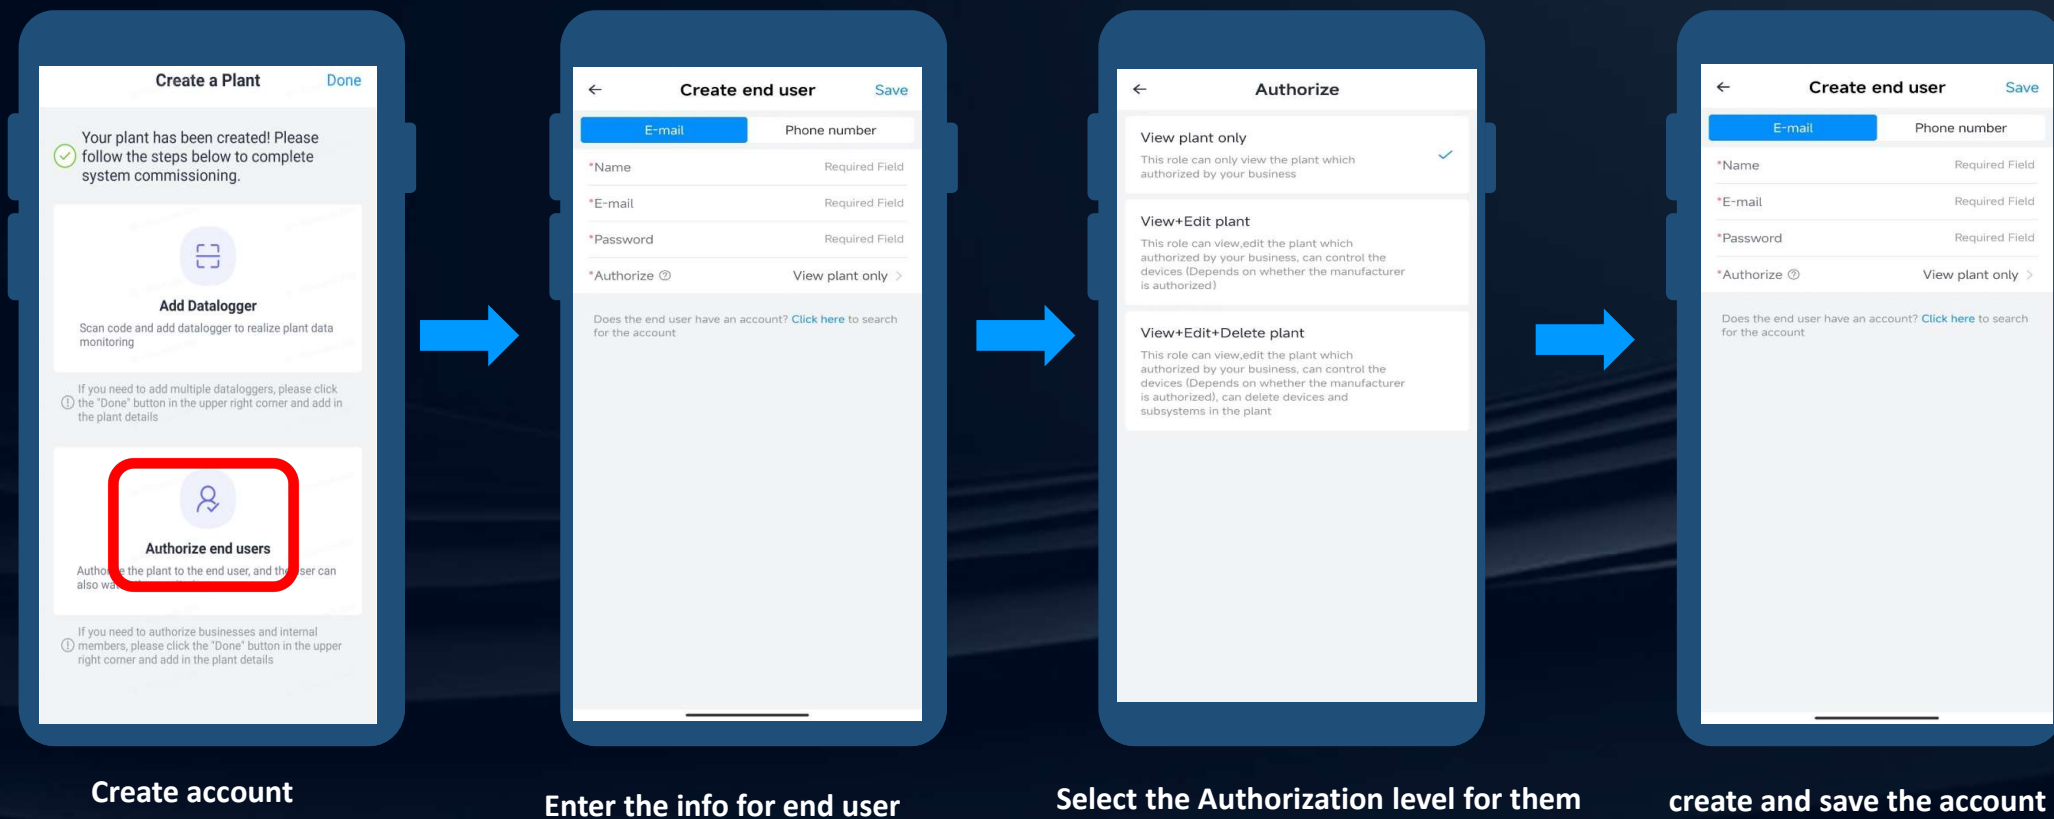 Create a Plant
Done
Your plant has been created! Please
follow the steps below to complete
system commissioning.
Add Datalogger
Scan code and add datalogger to realize plant data
monitoring
If you need to add multiple dataloggers, please click
the "Done" button in the upper right corner and add in
the plant details
Authorize end users
the plant to the end user, and the user can
also
If you need to authorize businesses and internal
members, please click the "Done" button in the upper
right corner and add in the plant details
Create account
Create end user
Save
E-mail
Phone number
*Name
Required Field
*E-mail
Required Field
*Password
Required Field
*Authorize
View plant only
Does the end user have an account? Click here to search
for the account
Enter the info for end user
Authorize
View plant only
This role can only view the plant which
authorized by your business
View+Edit plant
This role can view,edit the plant which
authorized by your business, can control the
devices (Depends on whether the manufacturer
is authorized)
View+Edit+Delete plant
This role can view,edit the plant which
authorized by your business, can control the
devices (Depends on whether the manufacturer
is authorized), can delete devices and
subsystems in the plant
Select the Authorization level for them
Create end user
Save
E-mail
Phone number
*Name
Required Field
*E-mail
Required Field
*Password
Required Field
*Authorize
View plant only
Does the end user have an account? Click here to search
for the account
create and save the account